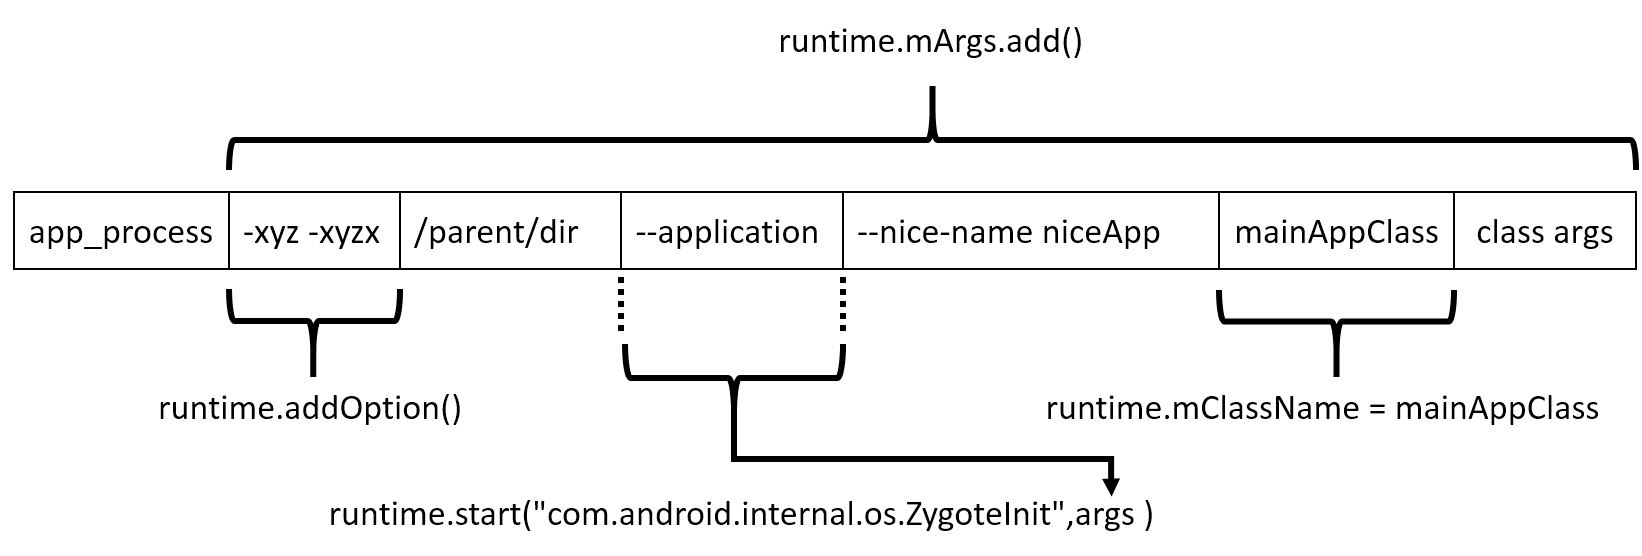 runtime.mArgs.add()
app_process -xyz -xyzx /parent/dir --application --nice-name niceApp mainAppClass class args
runtime.addOption()
runtime.mClassName = mainAppClass
runtime.start("com.android.internal.os.ZygoteInit",args )